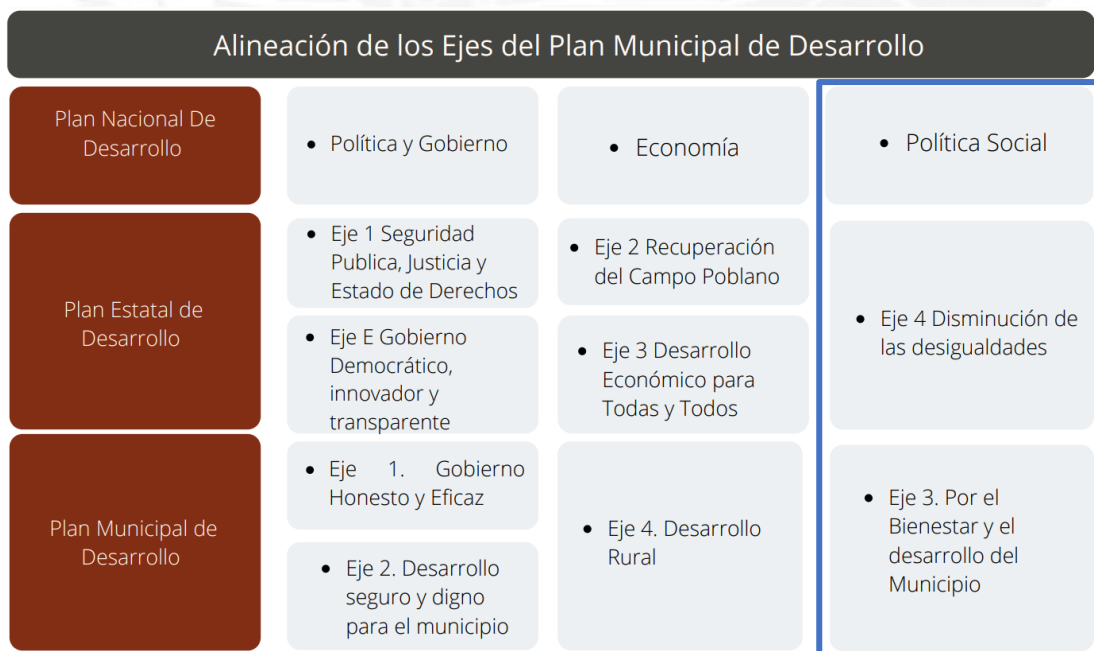 Alineación de los Ejes del Plan Municipal de Desarrollo
Plan Nacional De
Desarrollo
• Política y Gobierno
• Economía
• Política Social
Plan Estatal de
Desarrollo
• Eje 1 Seguridad
Publica, Justicia y
Estado de Derechos
• Eje E Gobierno
Democrático,
innovador y
transparente
• Eje 2 Recuperación
del Campo Poblano
• Eje 3 Desarrollo
Económico para
Todas y Todos
• Eje 4 Disminución de
las desigualdades
Plan Municipal de
Desarrollo
• Eje 1. Gobierno
Honesto y Eficaz
• Eje 2. Desarrollo
seguro y digno
para el municipio
• Eje 4. Desarrollo
Rural
• Eje 3. Por el
Bienestar y el
desarrollo del
Municipio